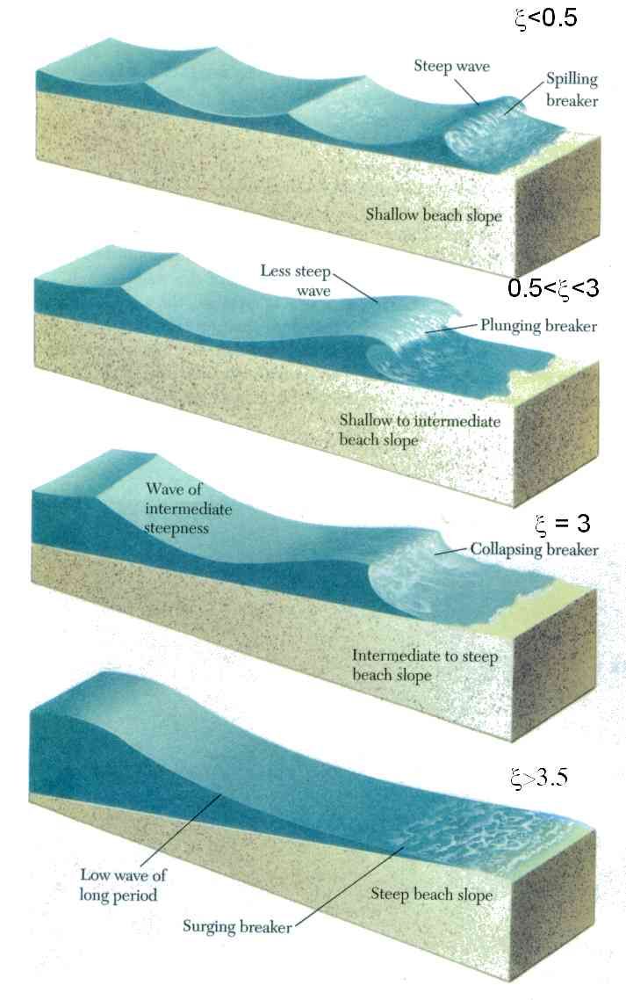 ξ<0.5
Steep wave
Spilling
breaker
Shallow beach slope
Less steep
wave
0.5<ξ<3
Plunging breaker
Shallow to intermediate
beach slope
Wave of
intermediate
steepness
ξ = 3
Collapsing breaker
Intermediate to steep
beach slope
ξ>3.5
Low wave of
long period
Steep beach slope
Surging breaker